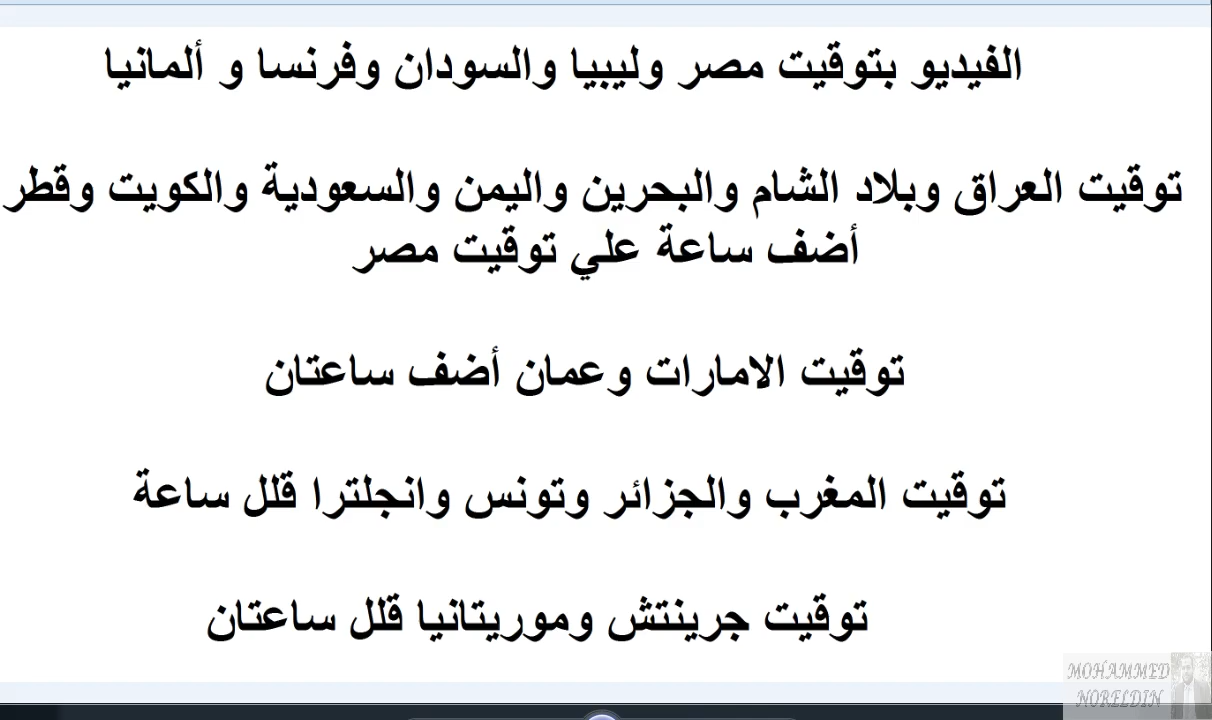 الفيديو بتوقيت مصر وليبيا والسودان وفرنسا و ألمانيا
توقيت العراق وبلاد الشام والبحرين واليمن والسعودية والكويت وقطر
أضف ساعة علي توقيت مصر
توقيت الامارات وعمان أضف ساعتان
توقيت المغرب والجزائر وتونس وانجلترا قلل ساعة
توقيت جرينتش وموريتانيا قلل ساعتان
MOHAMMED
NORELDIN